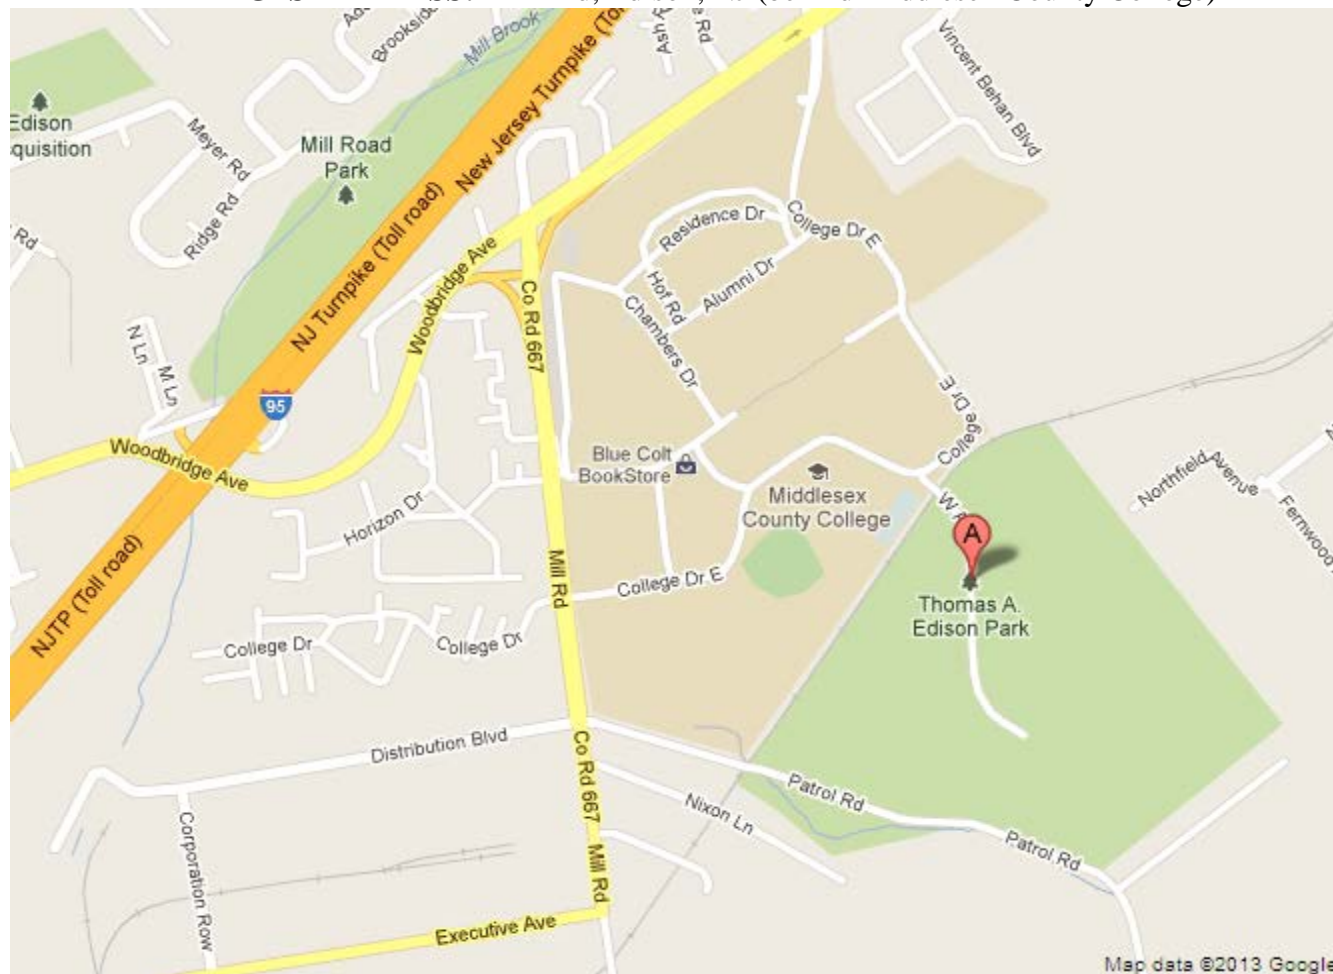 Edison
quisition
Meyer Rd
Ridge Rd
Rd
Brookside
Mill Brook
Mill Road
Park
New Jersey Turnpike
NJ Turnpike (Toll road)
NJTP (Toll road)
95
Woodbridge Ave
Woodbridge Ave
N Ln
M Ln
Rd
Vincent Behan Blvd
Residence Dr
College Dr E
Hof Rd
Alumni Dr
Chambers Dr
Co Rd 667
College Dr E
Blue Colt
BookStore
Middlesex
County College
Northfield Avenue
Fernwood
Horizon Dr
Mill Rd
College Dr E
College Dr
College Dr
A
Thomas A.
Edison Park
Distribution Blvd
Co Rd 667
Patrol Rd
Nixon Ln
Patrol Rd
Corporation Row
Mill Rd
Executive Ave
Map data ©2013 Google